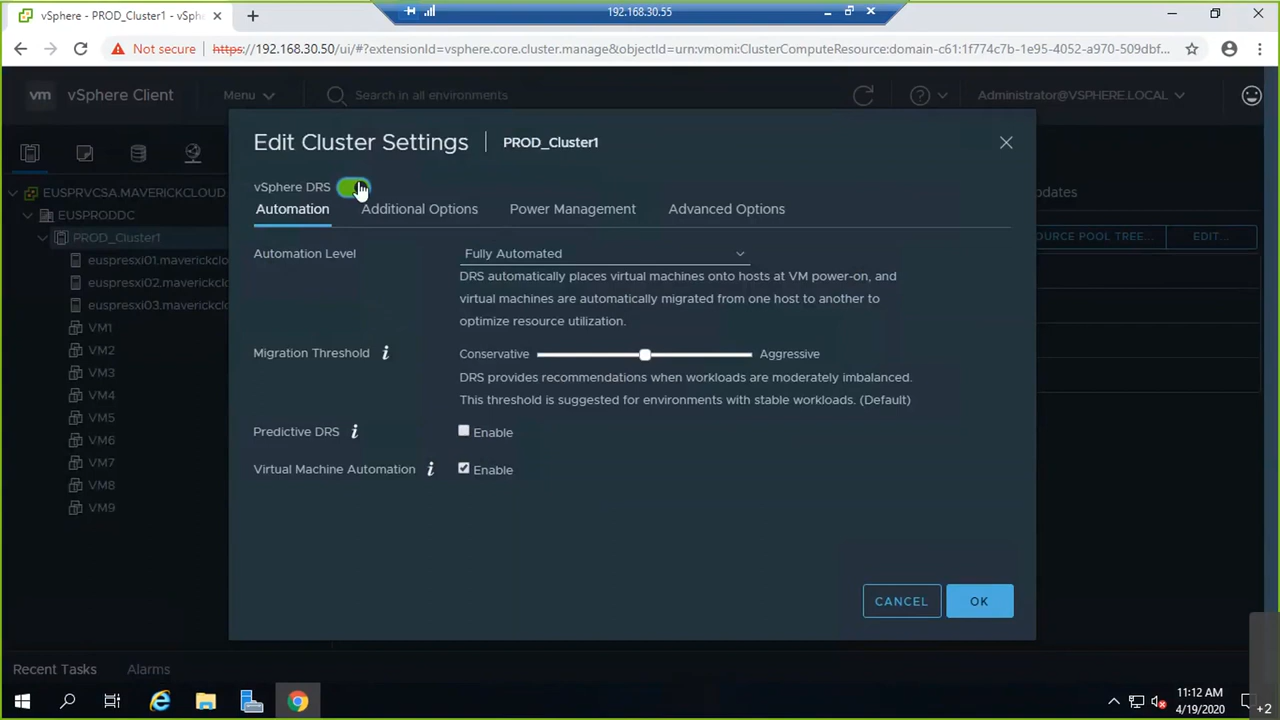 vSphere - PROD_Cluster1 - vSph
192.168.30.55
Not secure
https://192.168.30.50/ui/#?extensionId=vsphere.core.cluster.manage&objectId=urn:vmomi:ClusterComputeResource:domain-c61:1f774c7b-1e95-4052-a970-509dbf...
vm vSphere Client
Menu
Search in all environments
Administrator@VSPHERE.LOCAL
Edit Cluster Settings
PROD_Cluster1
vSphere DRS
Automation
Additional Options
Power Management
Advanced Options
Automation Level
Fully Automated
DRS automatically places virtual machines onto hosts at VM power-on, and
virtual machines are automatically migrated from one host to another to
optimize resource utilization.
Migration Threshold
Conservative
Aggressive
DRS provides recommendations when workloads are moderately imbalanced.
This threshold is suggested for environments with stable workloads. (Default)
Predictive DRS
Enable
Virtual Machine Automation
Enable
CANCEL
OK
EUSPRVCSA.MAVERICKCLOUD
EUSPRODDC
PROD_Cluster1
euspresxi01.maverickclo
euspresxi02.maverickclo
euspresxi03.maverickclo
VM1
VM2
VM3
VM4
VM5
VM6
VM7
VM8
VM9
pdates
OURCE POOL TREE...
EDIT...
Recent Tasks
Alarms
11:12 AM
4/19/2020
+2